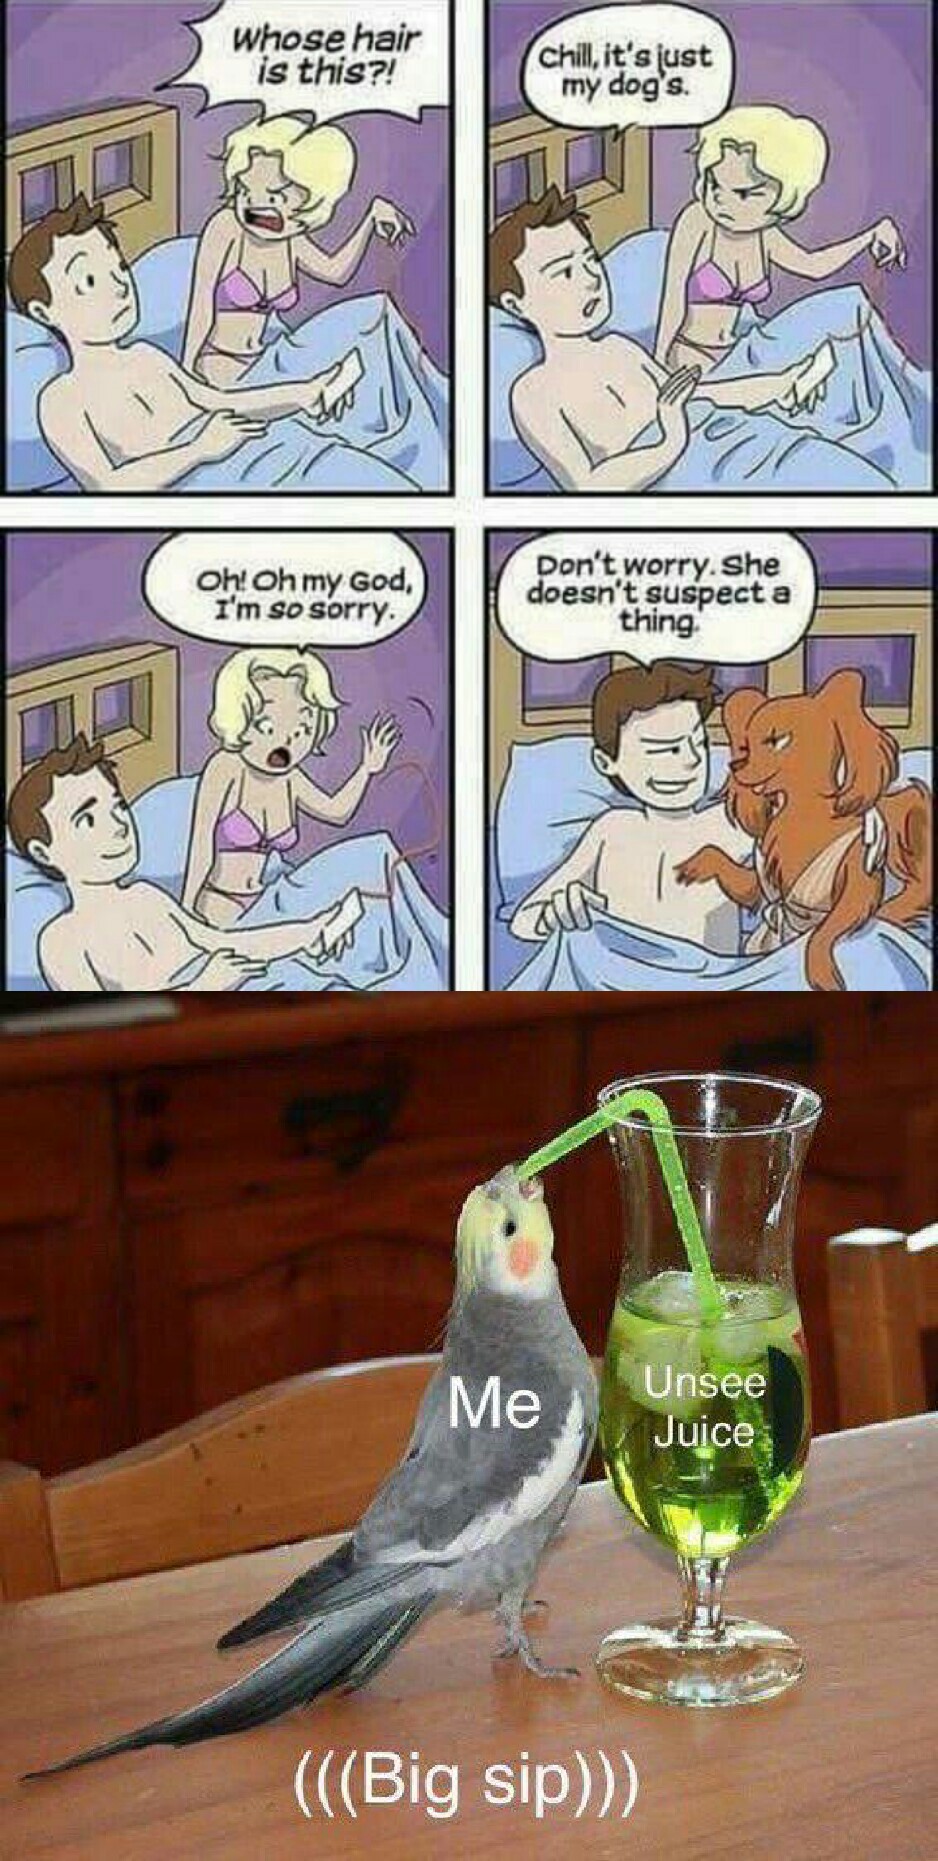 Whose hair
is this?!
Chill, it's just
my dog's.
Oh! Oh my God,
I'm so sorry.
Don't worry. She
doesn't suspect a
thing.
Me
Unsee
Juice
(((Big sip)))